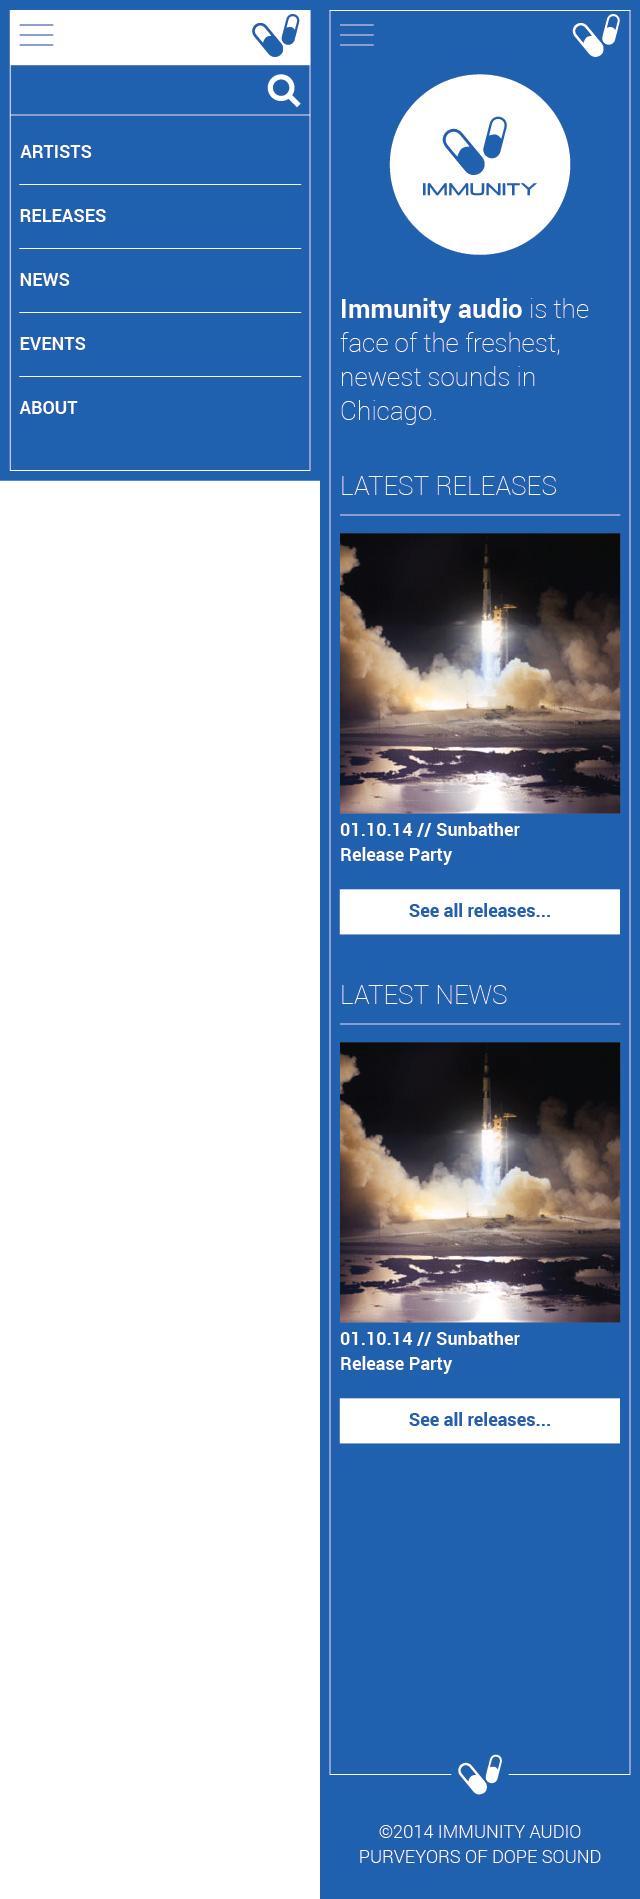 ARTISTS
RELEASES
NEWS
EVENTS
ABOUT
IMMUNITY
Immunity audio is the
face of the freshest,
newest sounds in
Chicago.
LATEST RELEASES
01.10.14 // Sunbather
Release Party
See all releases...
LATEST NEWS
01.10.14 // Sunbather
Release Party
See all releases...
©2014 IMMUNITY AUDIO
PURVEYORS OF DOPE SOUND